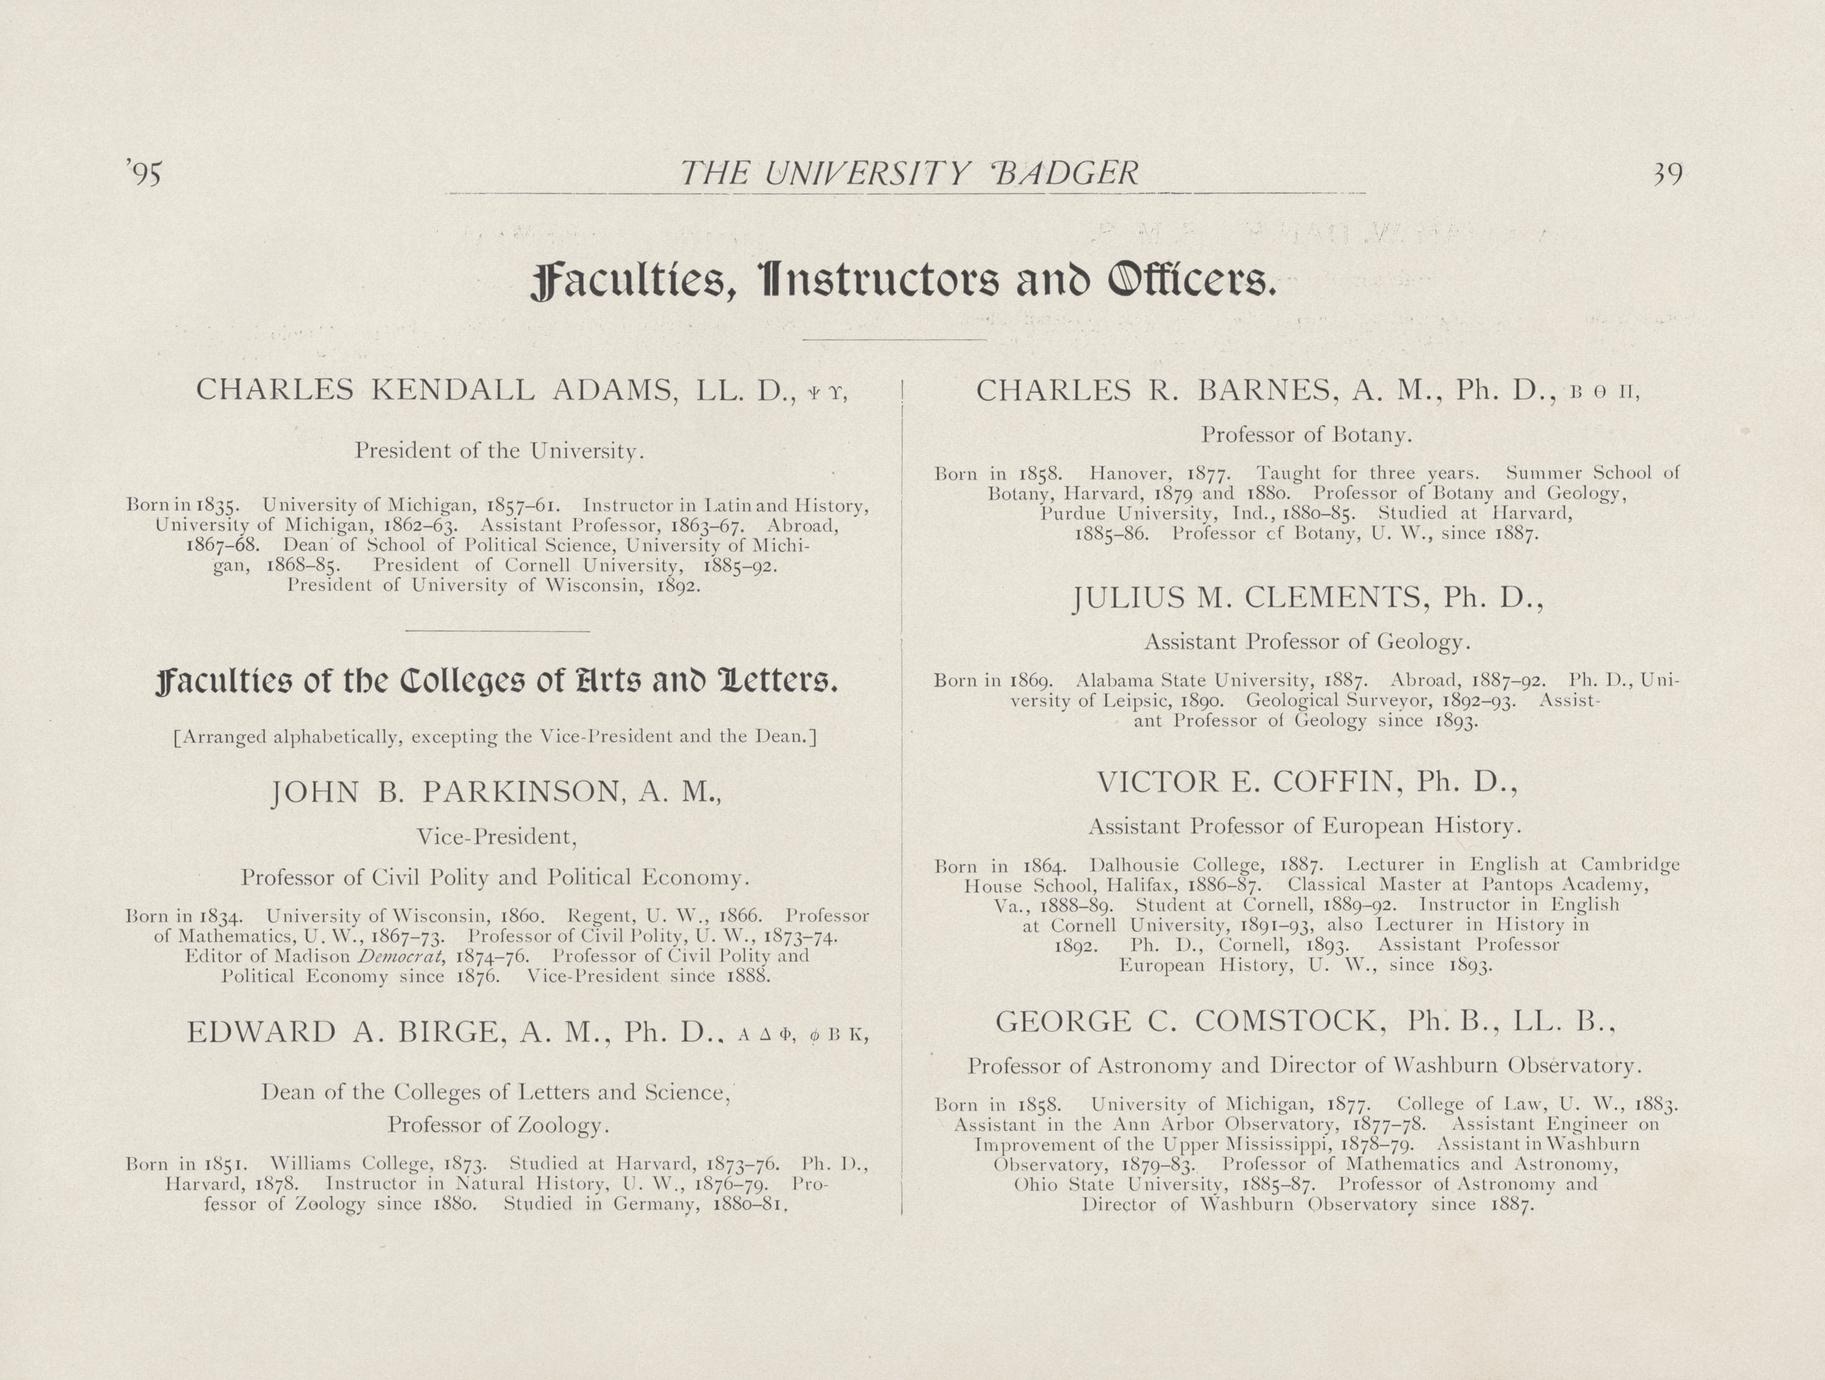 '95
THE UNIVERSITY BADGER
39
Faculties, Instructors and Officers.
CHARLES KENDALL ADAMS, LL. D., Ψ ϒ,
President of the University.
Born in 1835. University of Michigan, 1857–61. Instructor in Latin and History,
University of Michigan, 1862–63. Assistant Professor, 1863–67. Abroad,
1867–68. Dean of School of Political Science, University of Michi-
gan, 1868–85. President of Cornell University, 1885–92.
President of University of Wisconsin, 1892.
Faculties of the Colleges of Arts and Letters.
[Arranged alphabetically, excepting the Vice-President and the Dean.]
JOHN B. PARKINSON, A. M.,
Vice-President,
Professor of Civil Polity and Political Economy.
Born in 1834. University of Wisconsin, 1860. Regent, U. W., 1866. Professor
of Mathematics, U. W., 1867–73. Professor of Civil Polity, U. W., 1873–74.
Editor of Madison Democrat, 1874–76. Professor of Civil Polity and
Political Economy since 1876. Vice-President since 1888.
EDWARD A. BIRGE, A. M., Ph. D., Α Δ Φ, φ Β Κ,
Dean of the Colleges of Letters and Science,
Professor of Zoology.
Born in 1851. Williams College, 1873. Studied at Harvard, 1873–76. Ph. D.,
Harvard, 1878. Instructor in Natural History, U. W., 1876–79. Pro-
fessor of Zoology since 1880. Studied in Germany, 1880–81.
CHARLES R. BARNES, A. M., Ph. D., Β Θ Π,
Professor of Botany.
Born in 1858. Hanover, 1877. Taught for three years. Summer School of
Botany, Harvard, 1879 and 1880. Professor of Botany and Geology,
Purdue University, Ind., 1880–85. Studied at Harvard,
1885–86. Professor of Botany, U. W., since 1887.
JULIUS M. CLEMENTS, Ph. D.,
Assistant Professor of Geology.
Born in 1869. Alabama State University, 1887. Abroad, 1887–92. Ph. D., Uni-
versity of Leipsic, 1890. Geological Surveyor, 1892–93. Assist-
ant Professor of Geology since 1893.
VICTOR E. COFFIN, Ph. D.,
Assistant Professor of European History.
Born in 1864. Dalhousie College, 1887. Lecturer in English at Cambridge
House School, Halifax, 1886–87. Classical Master at Pantops Academy,
Va., 1888–89. Student at Cornell, 1889–92. Instructor in English
at Cornell University, 1891–93, also Lecturer in History in
1892. Ph. D., Cornell, 1893. Assistant Professor
European History, U. W., since 1893.
GEORGE C. COMSTOCK, Ph. B., LL. B.,
Professor of Astronomy and Director of Washburn Observatory.
Born in 1858. University of Michigan, 1877. College of Law, U. W., 1883.
Assistant in the Ann Arbor Observatory, 1877–78. Assistant Engineer on
Improvement of the Upper Mississippi, 1878–79. Assistant in Washburn
Observatory, 1879–83. Professor of Mathematics and Astronomy,
Ohio State University, 1885–87. Professor of Astronomy and
Director of Washburn Observatory since 1887.